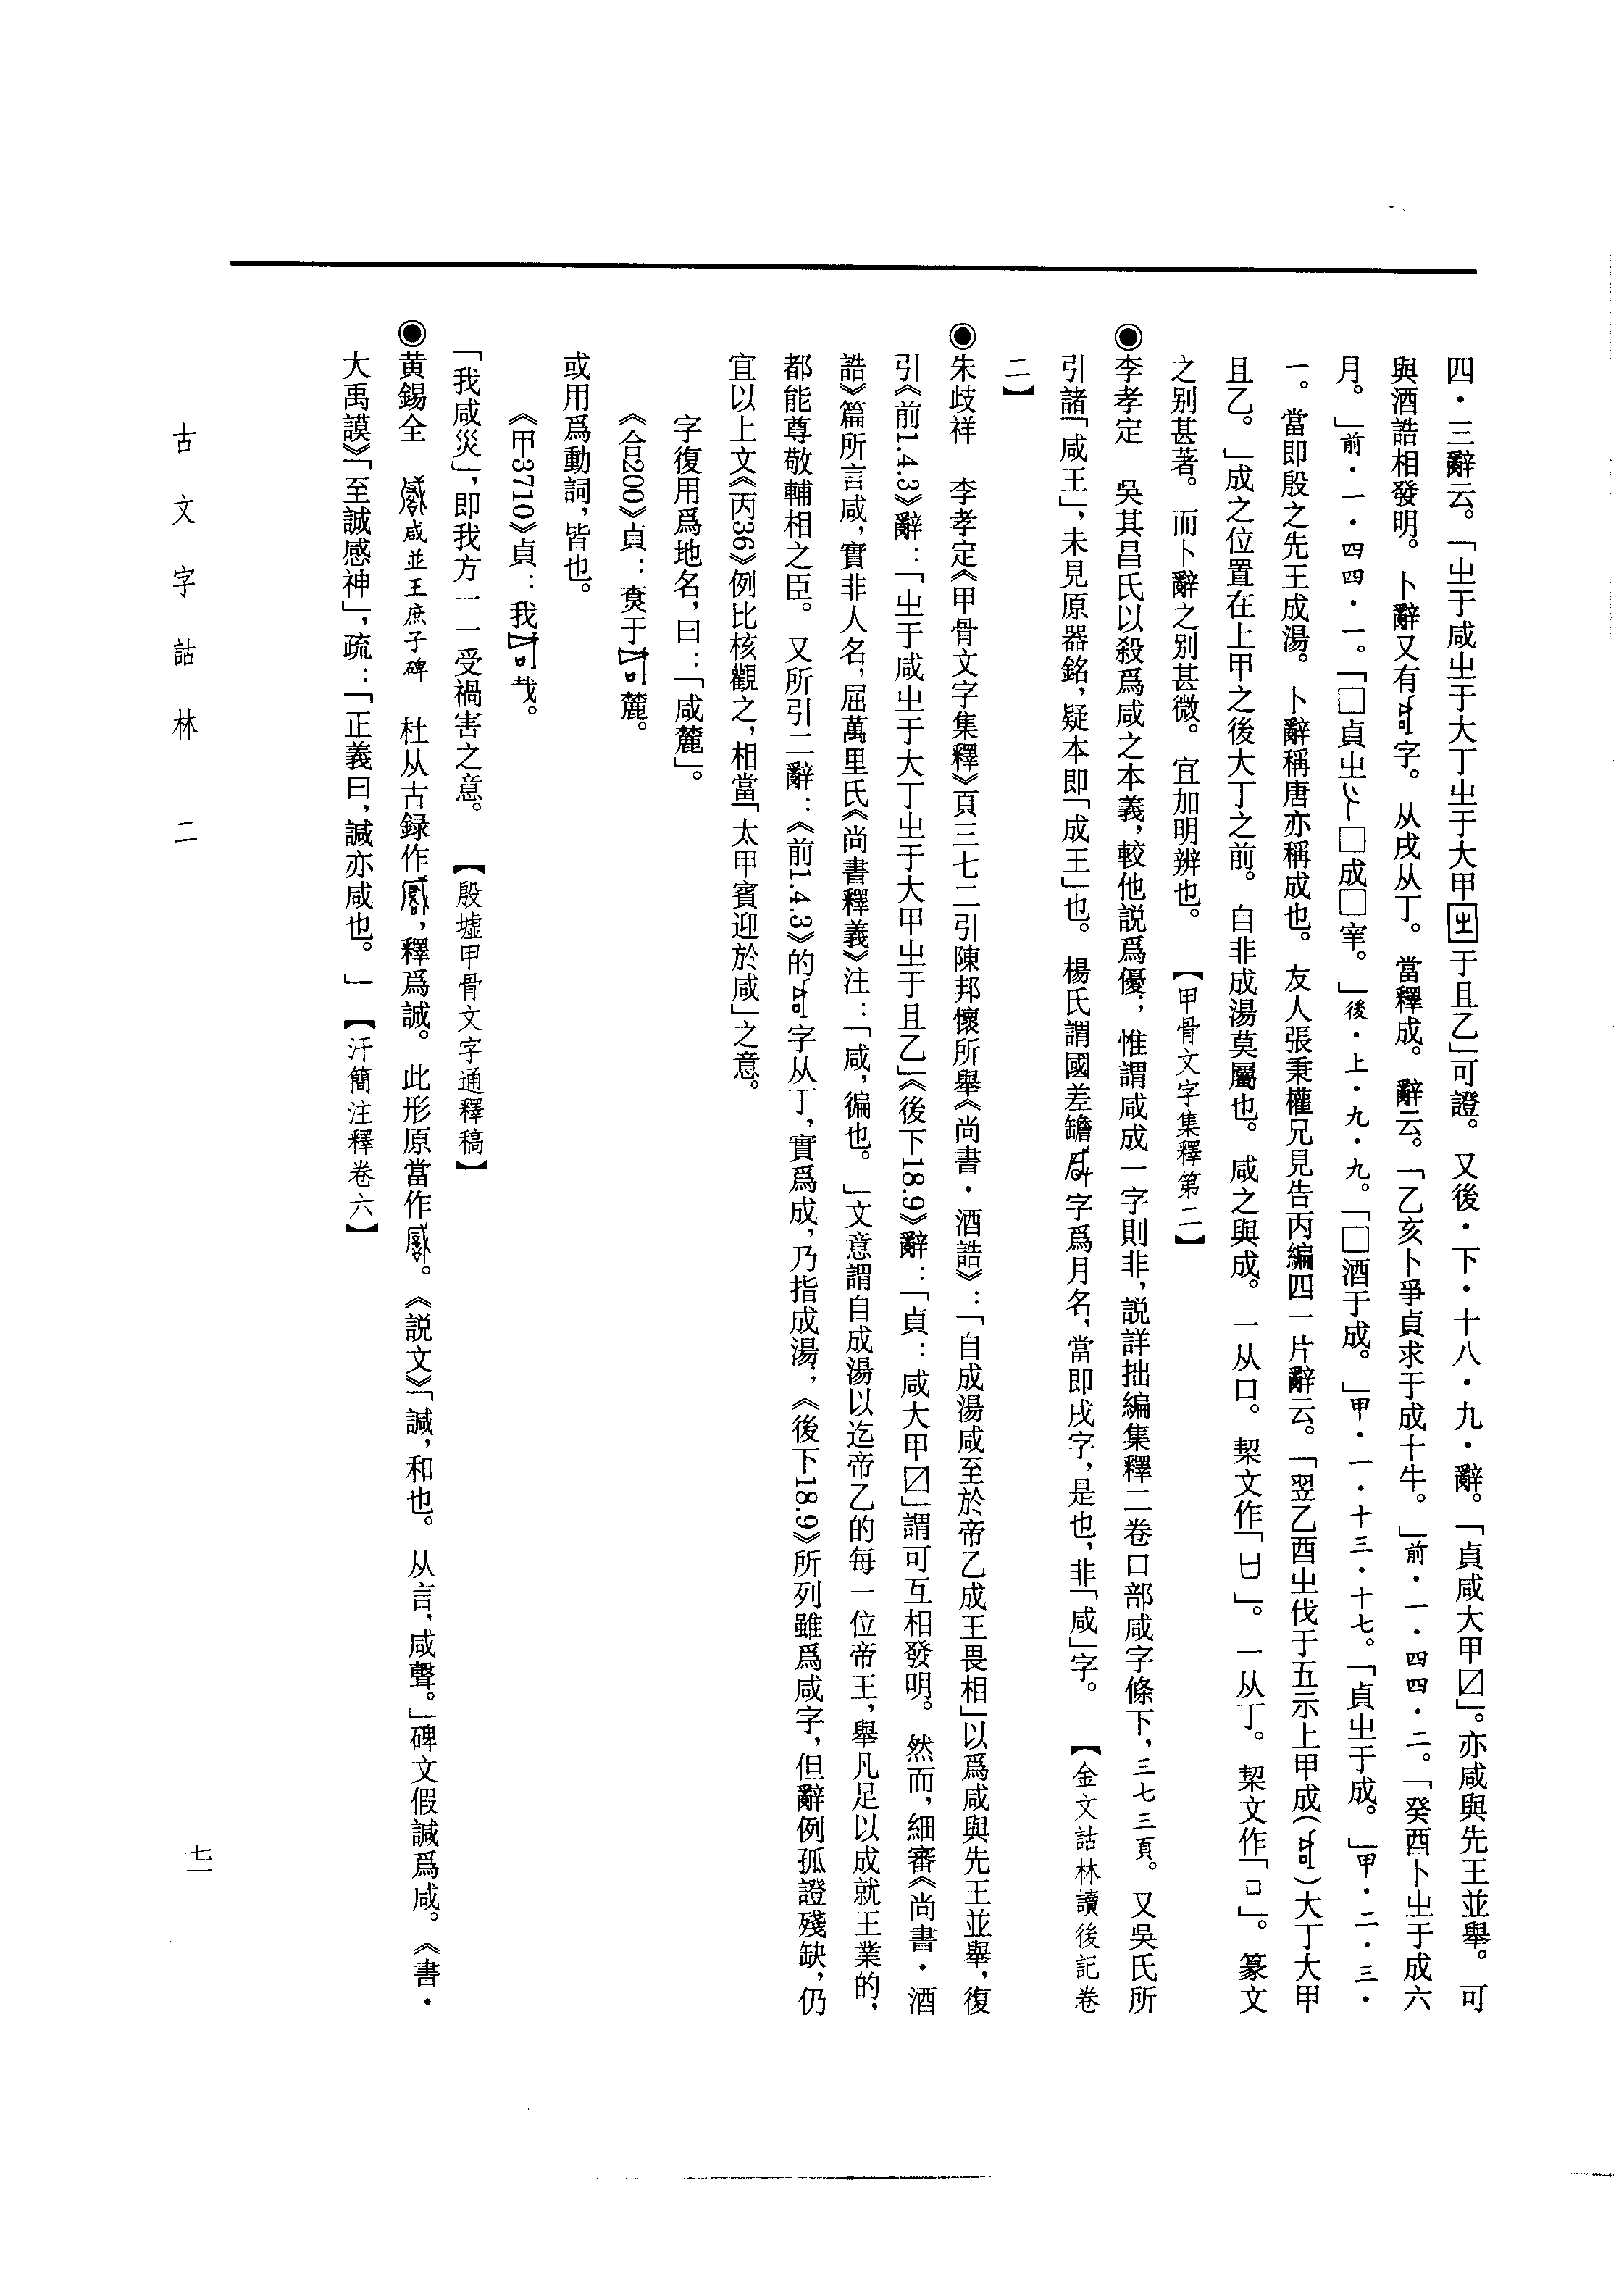 四・三辭云。「㞢于咸㞢于大丁㞢于大甲㞢于且乙」可證。又後・下・十八・九・辭。「貞咸大甲〼」。亦咸與先王並舉。可
與酒誥相發明。卜辭又有字。从戌从丁。當釋成。辭云。「乙亥卜爭貞求于成十牛。」前・一・四四・二。「癸酉卜㞢于成六
月。」前・一・四四・一。「□貞㞢□成□宰。」後・上・九・九。「□酒于成。」甲・一・十三・十七。「貞㞢于成。」甲・二・三・
一。當即殷之先王成湯。卜辭稱唐亦稱成也。友人張秉權兄見告丙編四一片辭云。「翌乙酉㞢伐于五示上甲成()大丁大甲
且乙。」成之位置在上甲之後大丁之前。自非成湯莫屬也。咸之與成。一从口。栔文作「ㅂ」。一从丁。栔文作「口」。篆文
之别甚著。而卜辭之别甚微。宜加明辨也。【甲骨文字集釋第二】
◉李孝定 吳其昌氏以殺爲咸之本義,較他説爲優;惟謂咸成一字則非,説詳拙編集釋二卷口部咸字條下,三七三頁。又吳氏所
引諸「咸王」,未見原器銘,疑本即「成王」也。楊氏謂國差𦉜字爲月名,當即戌字,是也,非「咸」字。【金文詁林讀後記卷
二】
◉朱歧祥 李孝定《甲骨文字集釋》頁三七二引陳邦懷所舉《尚書・酒誥》:「自成湯咸至於帝乙成王畏相」以爲咸與先王並舉,復
引《前1.4.3》辭:「㞢于咸㞢于大丁㞢于大甲㞢于且乙」《後下18.9》辭:「貞:咸大甲〼」謂可互相發明。然而,細審《尚書・酒
誥》篇所言咸,實非人名,屈萬里氏《尚書釋義》注:「咸,徧也。」文意謂自成湯以迄帝乙的每一位帝王,舉凡足以成就王業的,
都能尊敬輔相之臣。又所引二辭:《前1.4.3》的字从丁,實爲成,乃指成湯;《後下18.9》所列雖爲咸字,但辭例孤證殘缺,仍
宜以上文《丙36》例比核觀之,相當「太甲賓迎於咸」之意。
字復用爲地名,曰:「咸麓」。
《合200》貞:𤆍于麓。
或用爲動詞,皆也。
《甲3710》貞:我𢦏。
「我咸災」,即我方一一受禍害之意。【殷墟甲骨文字通釋稿】
◉黄錫全 咸並王庶子碑 杜从古録作,釋爲諴。此形原當作。《説文》「諴,和也。从言,咸聲。」碑文假諴爲咸。《書・
大禹謨》「至諴感神」,疏:「正義曰,諴亦咸也。」【汗簡注釋卷六】
古文字詁林 二
七一